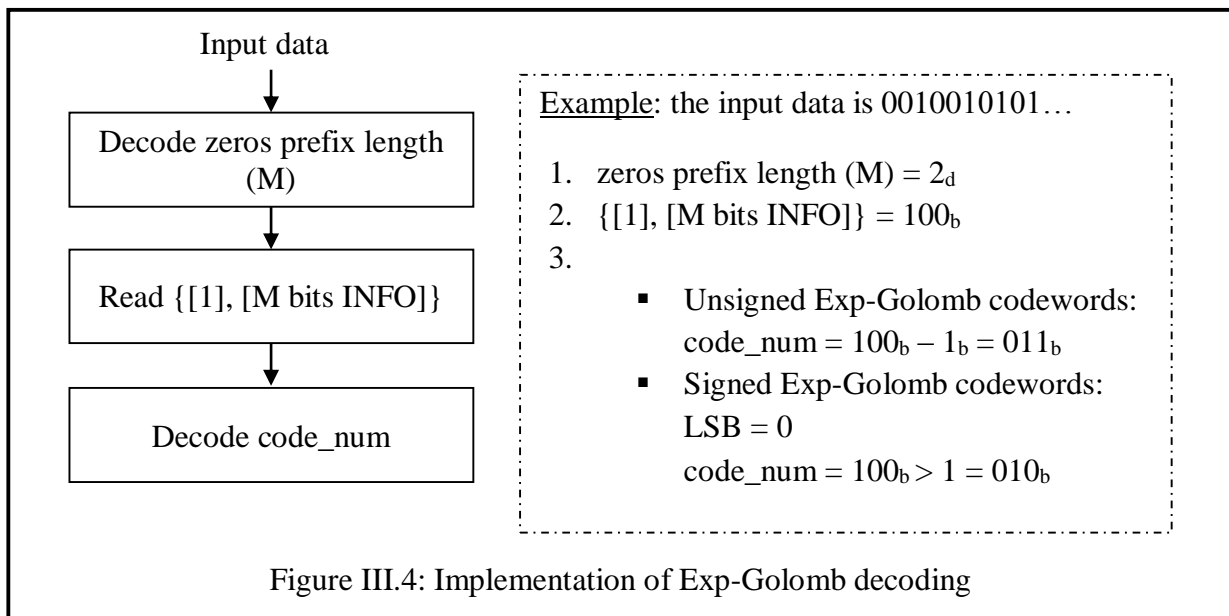 Input data
Decode zeros prefix length
(M)
Read {[1], [M bits INFO]}
Decode code_num
Example: the input data is 0010010101…
1. zeros prefix length (M) = 2d
2. {[1], [M bits INFO]} = 100b
3.
▪ Unsigned Exp-Golomb codewords:
code_num = 100b – 1b = 011b
▪ Signed Exp-Golomb codewords:
LSB = 0
code_num = 100b > 1 = 010b
Figure III.4: Implementation of Exp-Golomb decoding